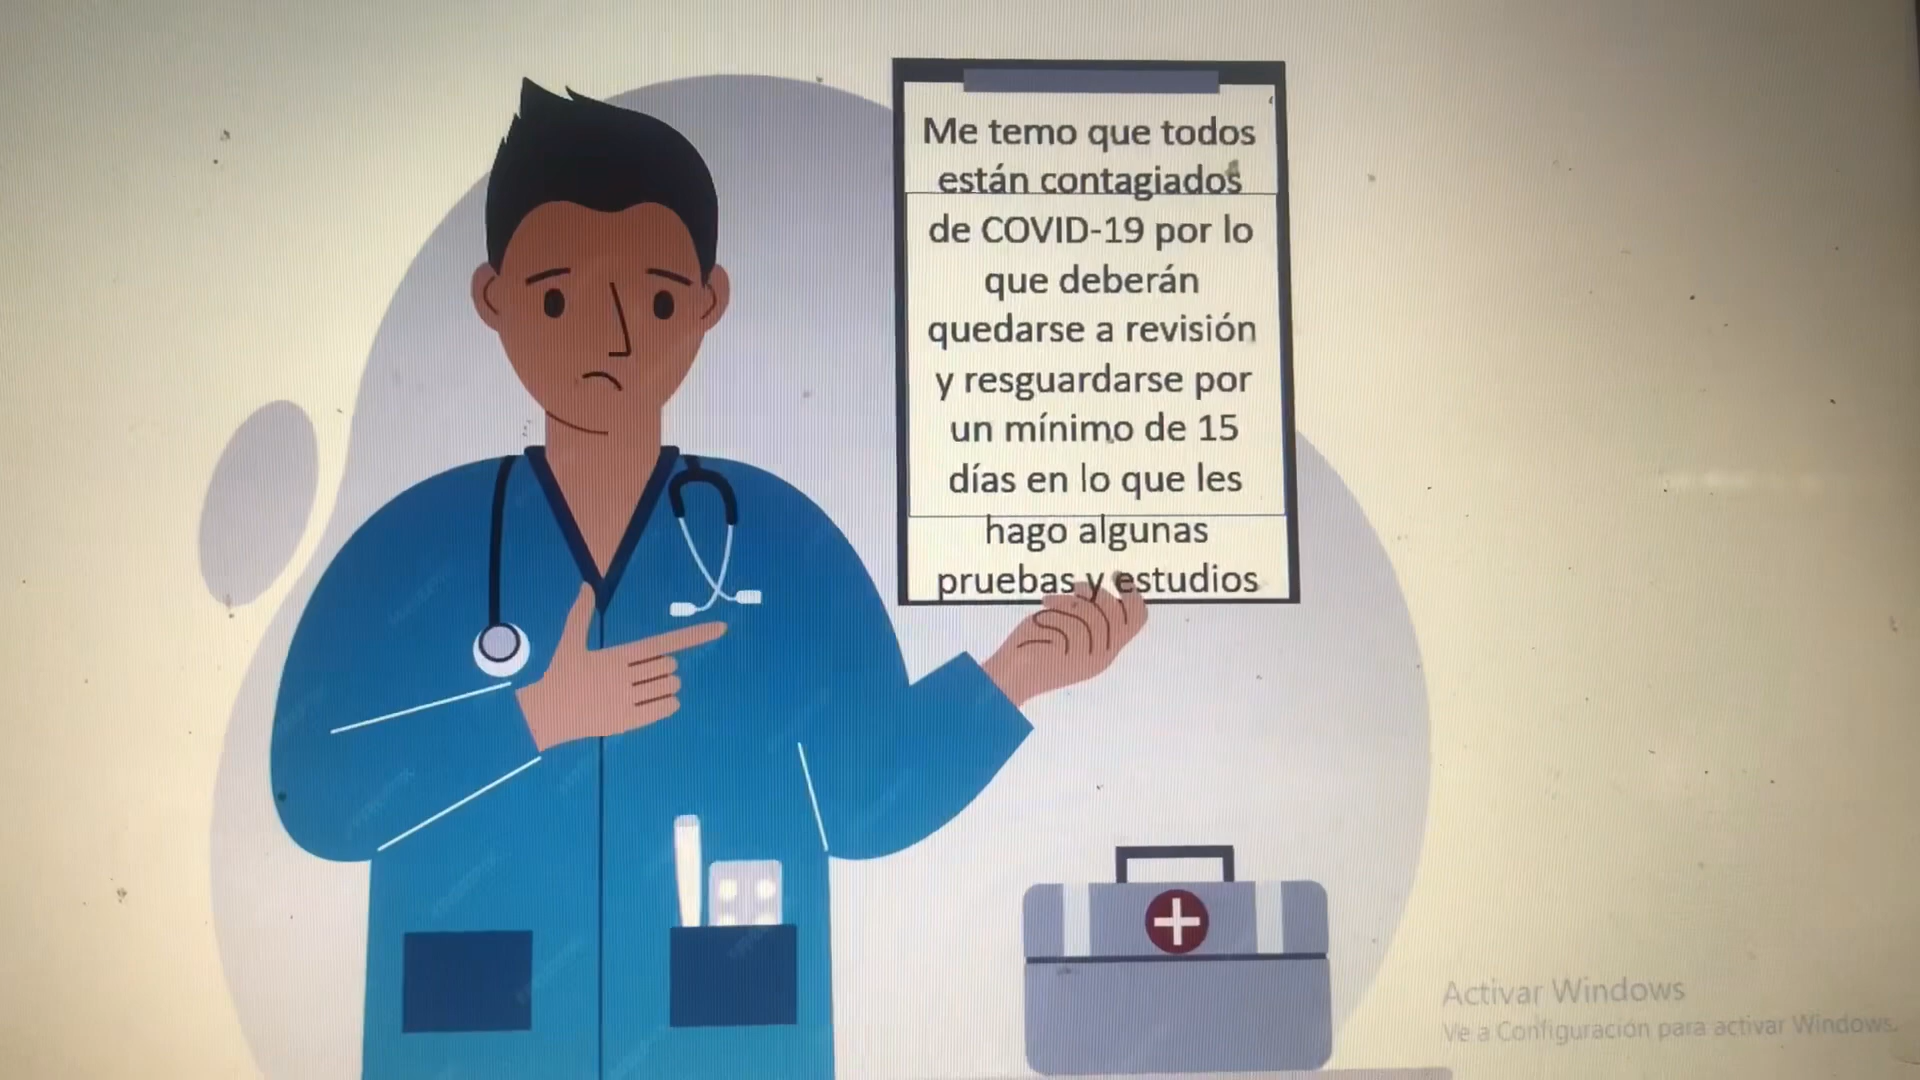 Me temo que todos
están contagiados
de COVID-19 por lo
que deberán
quedarse a revisión
y resguardarse por
un mínimo de 15
días en lo que les
hago algunas
pruebas y estudios
Activar Windows
Ve a Configuración para activar Windows.